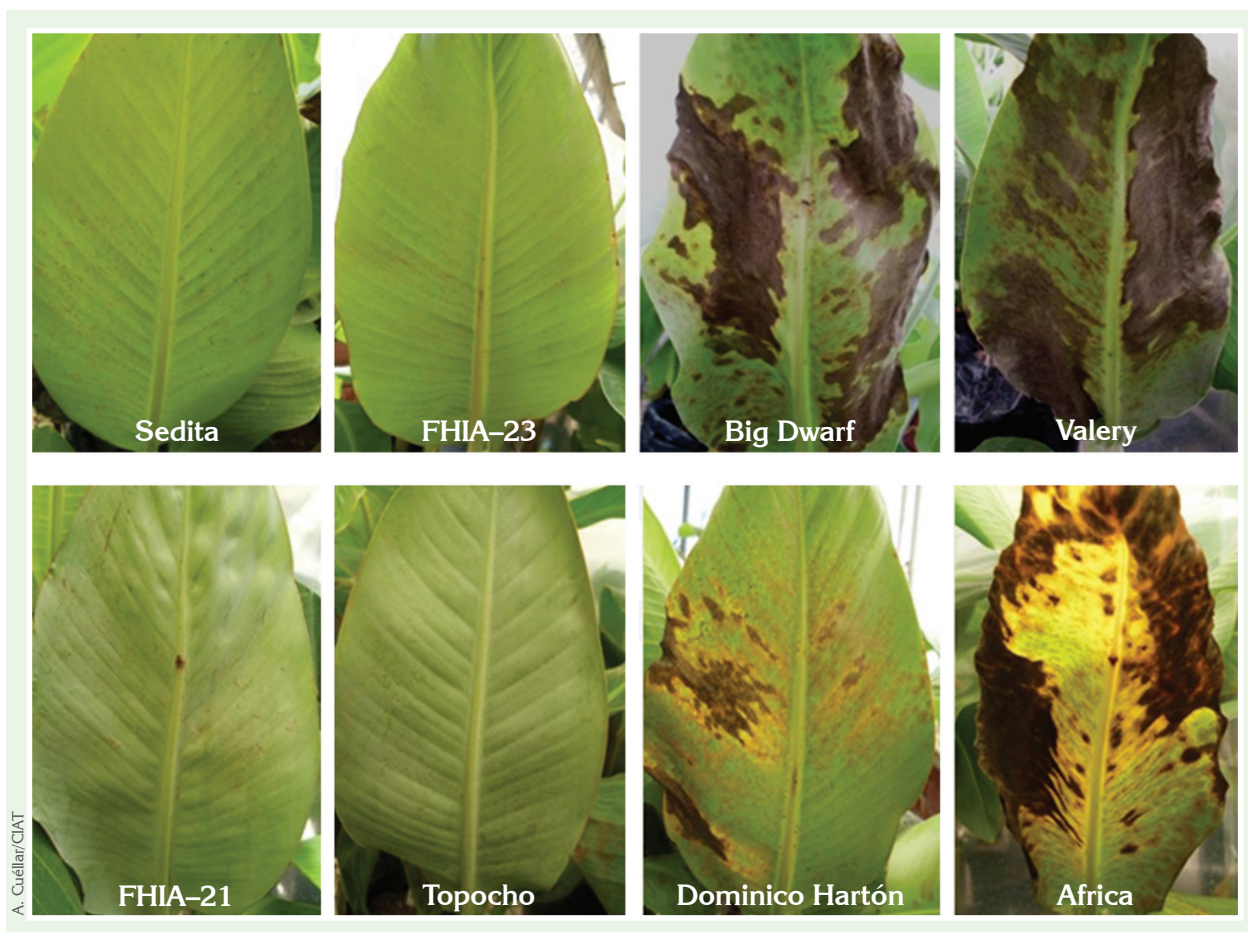 Sedita
FHIA–23
Big Dwarf
Valery
FHIA–21
Topocho
Dominico Hartón
Africa
A. Cuéllar/CIAT